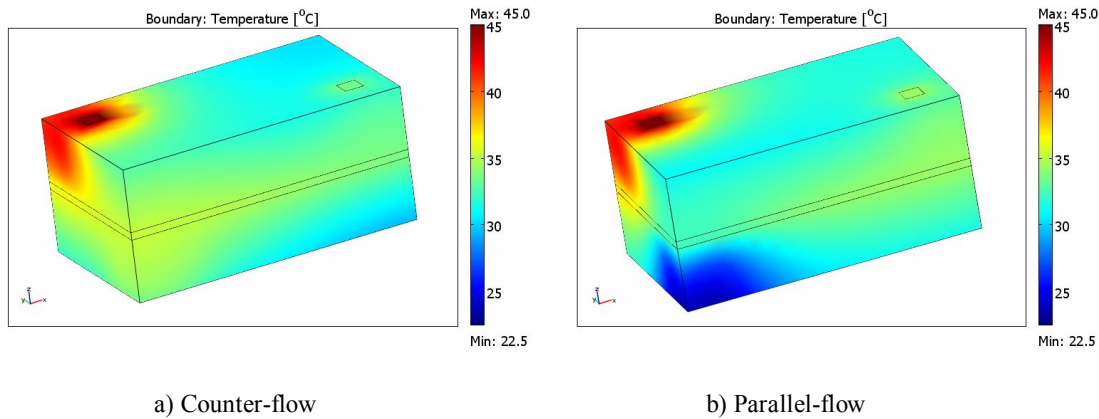 Boundary: Temperature [°C]
Max: 45.0
45
40
35
30
25
Min: 22.5
z
y
x
a) Counter-flow
Boundary: Temperature [°C]
Max: 45.0
45
40
35
30
25
Min: 22.5
z
y
x
b) Parallel-flow